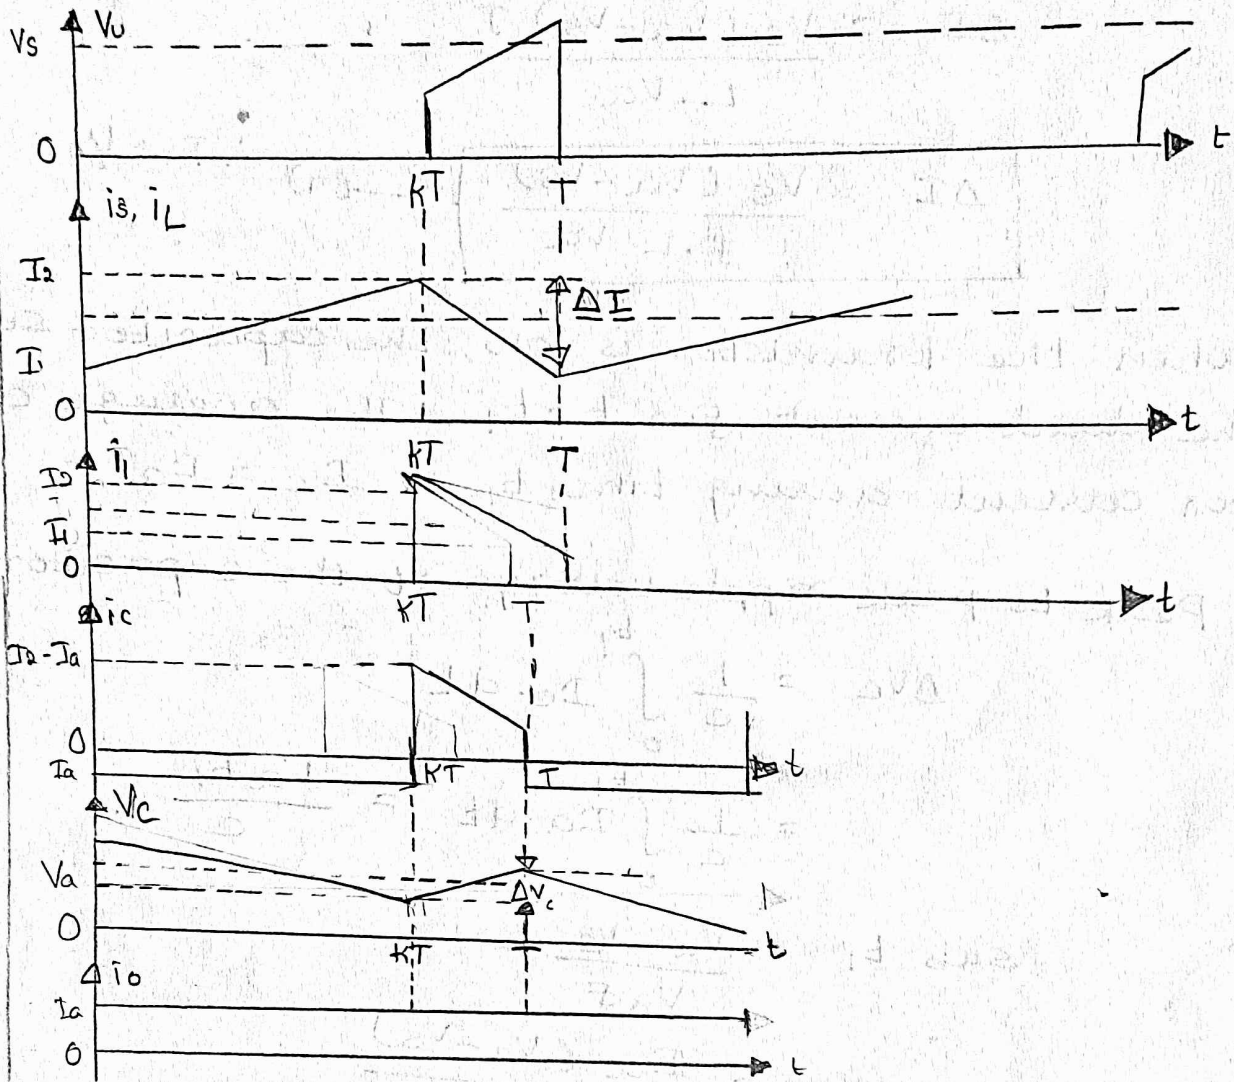 Vs Vu
0 t
KT T
is, iL
I2
ΔI
I1
0 t
KT T
i1
I2
I1
0 t
KT T
ic
I2-Ia
0
KT T t
Ia
Vc
Va
ΔVc
0
KT T t
io
Ia
0 t